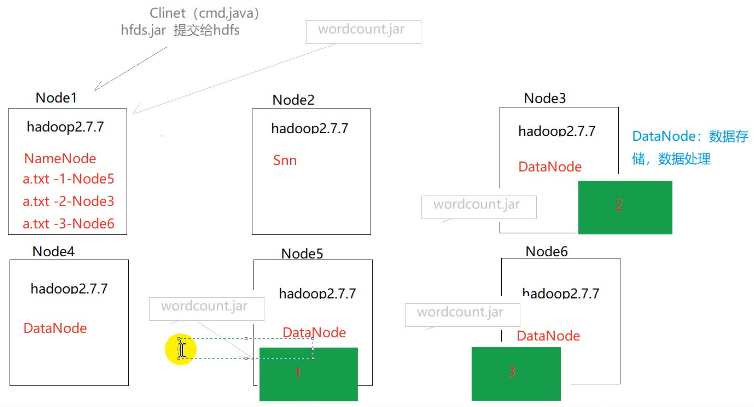 Clinet（cmd,java）
hfds.jar 提交给hdfs
wordcount.jar
Node1
hadoop2.7.7
NameNode
a.txt -1-Node5
a.txt -2-Node3
a.txt -3-Node6
Node2
hadoop2.7.7
Snn
Node3
hadoop2.7.7
DataNode
DataNode：数据存
储，数据处理
wordcount.jar
2
Node4
hadoop2.7.7
DataNode
Node5
hadoop2.7.7
wordcount.jar
DataNode
1
Node6
hadoop2.7.7
wordcount.jar
DataNode
3